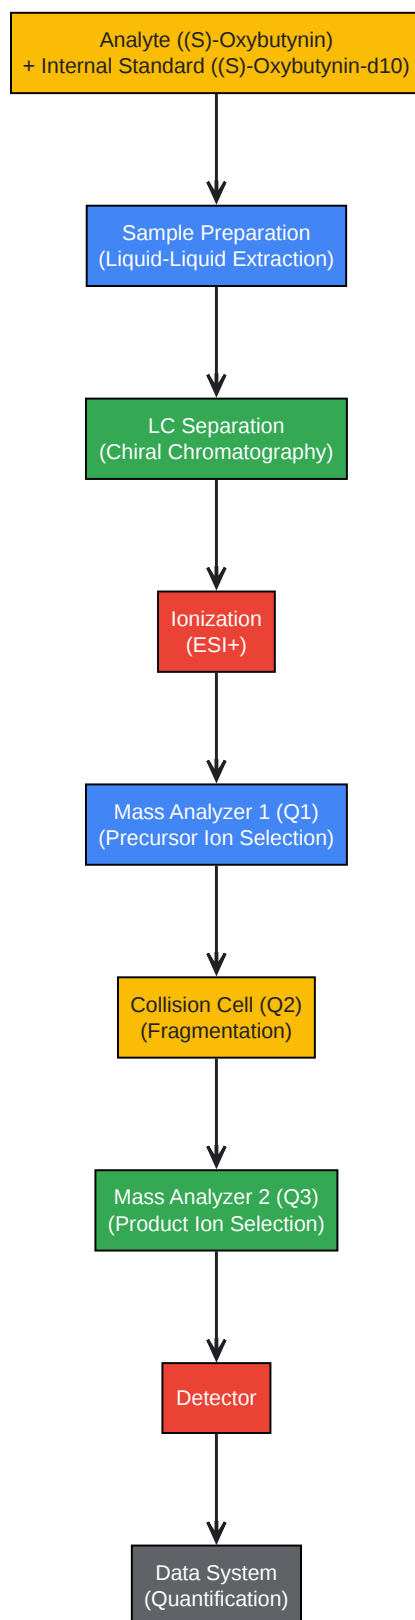 Analyte ((S)-Oxybutynin)
+ Internal Standard ((S)-Oxybutynin-d10)
Sample Preparation
(Liquid-Liquid Extraction)
LC Separation
(Chiral Chromatography)
Ionization
(ESI+)
Mass Analyzer 1 (Q1)
(Precursor Ion Selection)
Collision Cell (Q2)
(Fragmentation)
Mass Analyzer 2 (Q3)
(Product Ion Selection)
Detector
Data System
(Quantification)